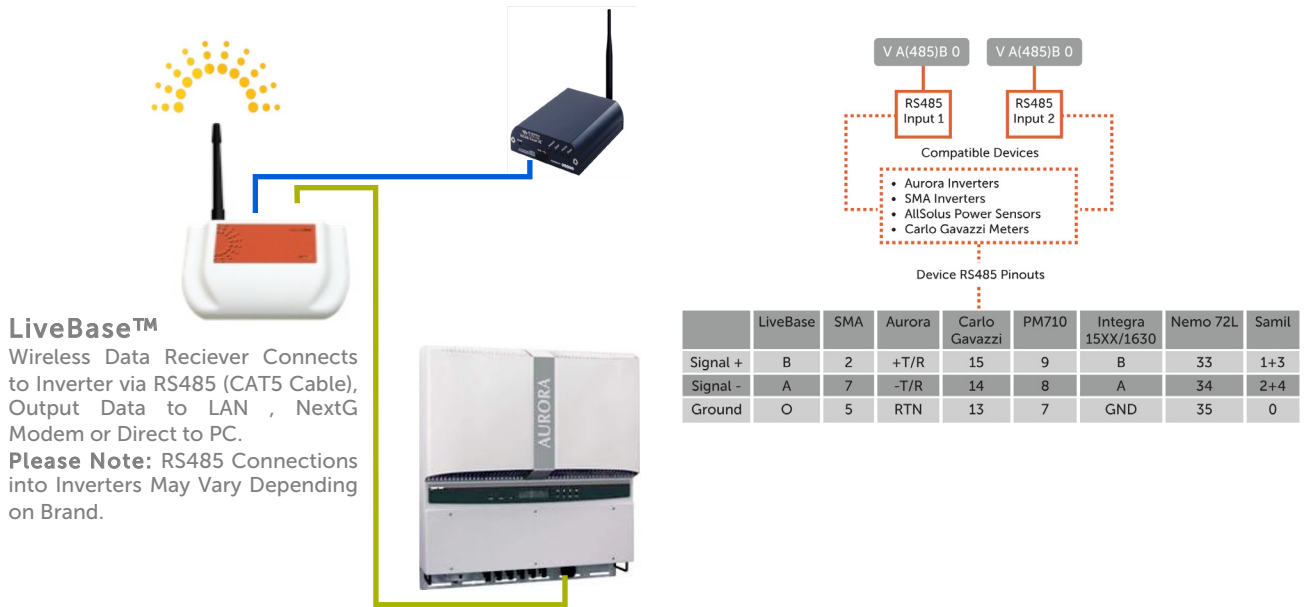 LiveBase™
Wireless Data Reciever Connects
to Inverter via RS485 (CAT5 Cable),
Output Data to LAN , NextG
Modem or Direct to PC.
Please Note: RS485 Connections
into Inverters May Vary Depending
on Brand.
AURORA
V A(485)B 0 V A(485)B 0
RS485 RS485
Input 1 Input 2
Compatible Devices
• Aurora Inverters
• SMA Inverters
• AllSolus Power Sensors
• Carlo Gavazzi Meters
Device RS485 Pinouts
LiveBase SMA Aurora Carlo Gavazzi PM710 Integra 15XX/1630 Nemo 72L Samil
Signal + B 2 +T/R 15 9 B 33 1+3
Signal - A 7 -T/R 14 8 A 34 2+4
Ground O 5 RTN 13 7 GND 35 0